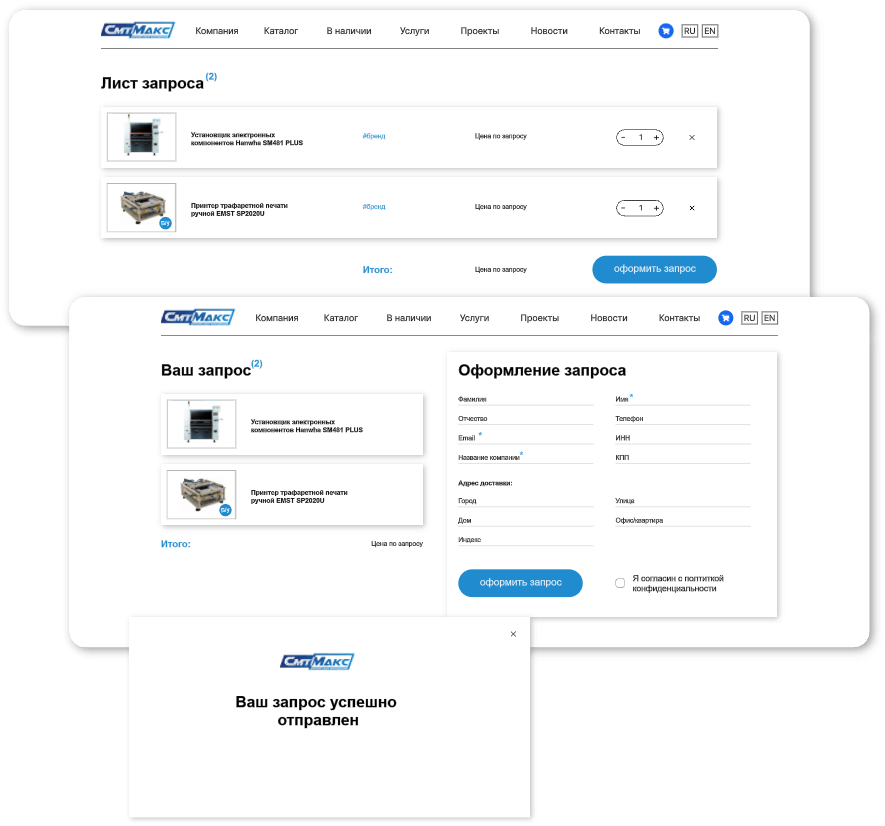 СмтМакс Компания Каталог В наличии Услуги Проекты Новости Контакты RU EN
Лист запроса(2)
Установщик электронных
компонентов Hanwha SM481 PLUS
#бренд
Цена по запросу
- 1 +
×
Принтер трафаретной печати
ручной EMST SP2020U
#бренд
Цена по запросу
- 1 +
×
Б/у
Итого:
Цена по запросу
оформить запрос
СмтМакс Компания Каталог В наличии Услуги Проекты Новости Контакты RU EN
Ваш запрос(2)
Установщик электронных
компонентов Hanwha SM481 PLUS
Принтер трафаретной печати
ручной EMST SP2020U
Б/у
Итого:
Цена по запросу
Оформление запроса
Фамилия
Имя*
Отчество
Телефон
Email *
ИНН
Название компании*
КПП
Адрес доставки:
Город
Улица
Дом
Офис/квартира
Индекс
оформить запрос
Я согласин с полтиткой
конфиденциальности
×
СмтМакс
Ваш запрос успешно
отправлен